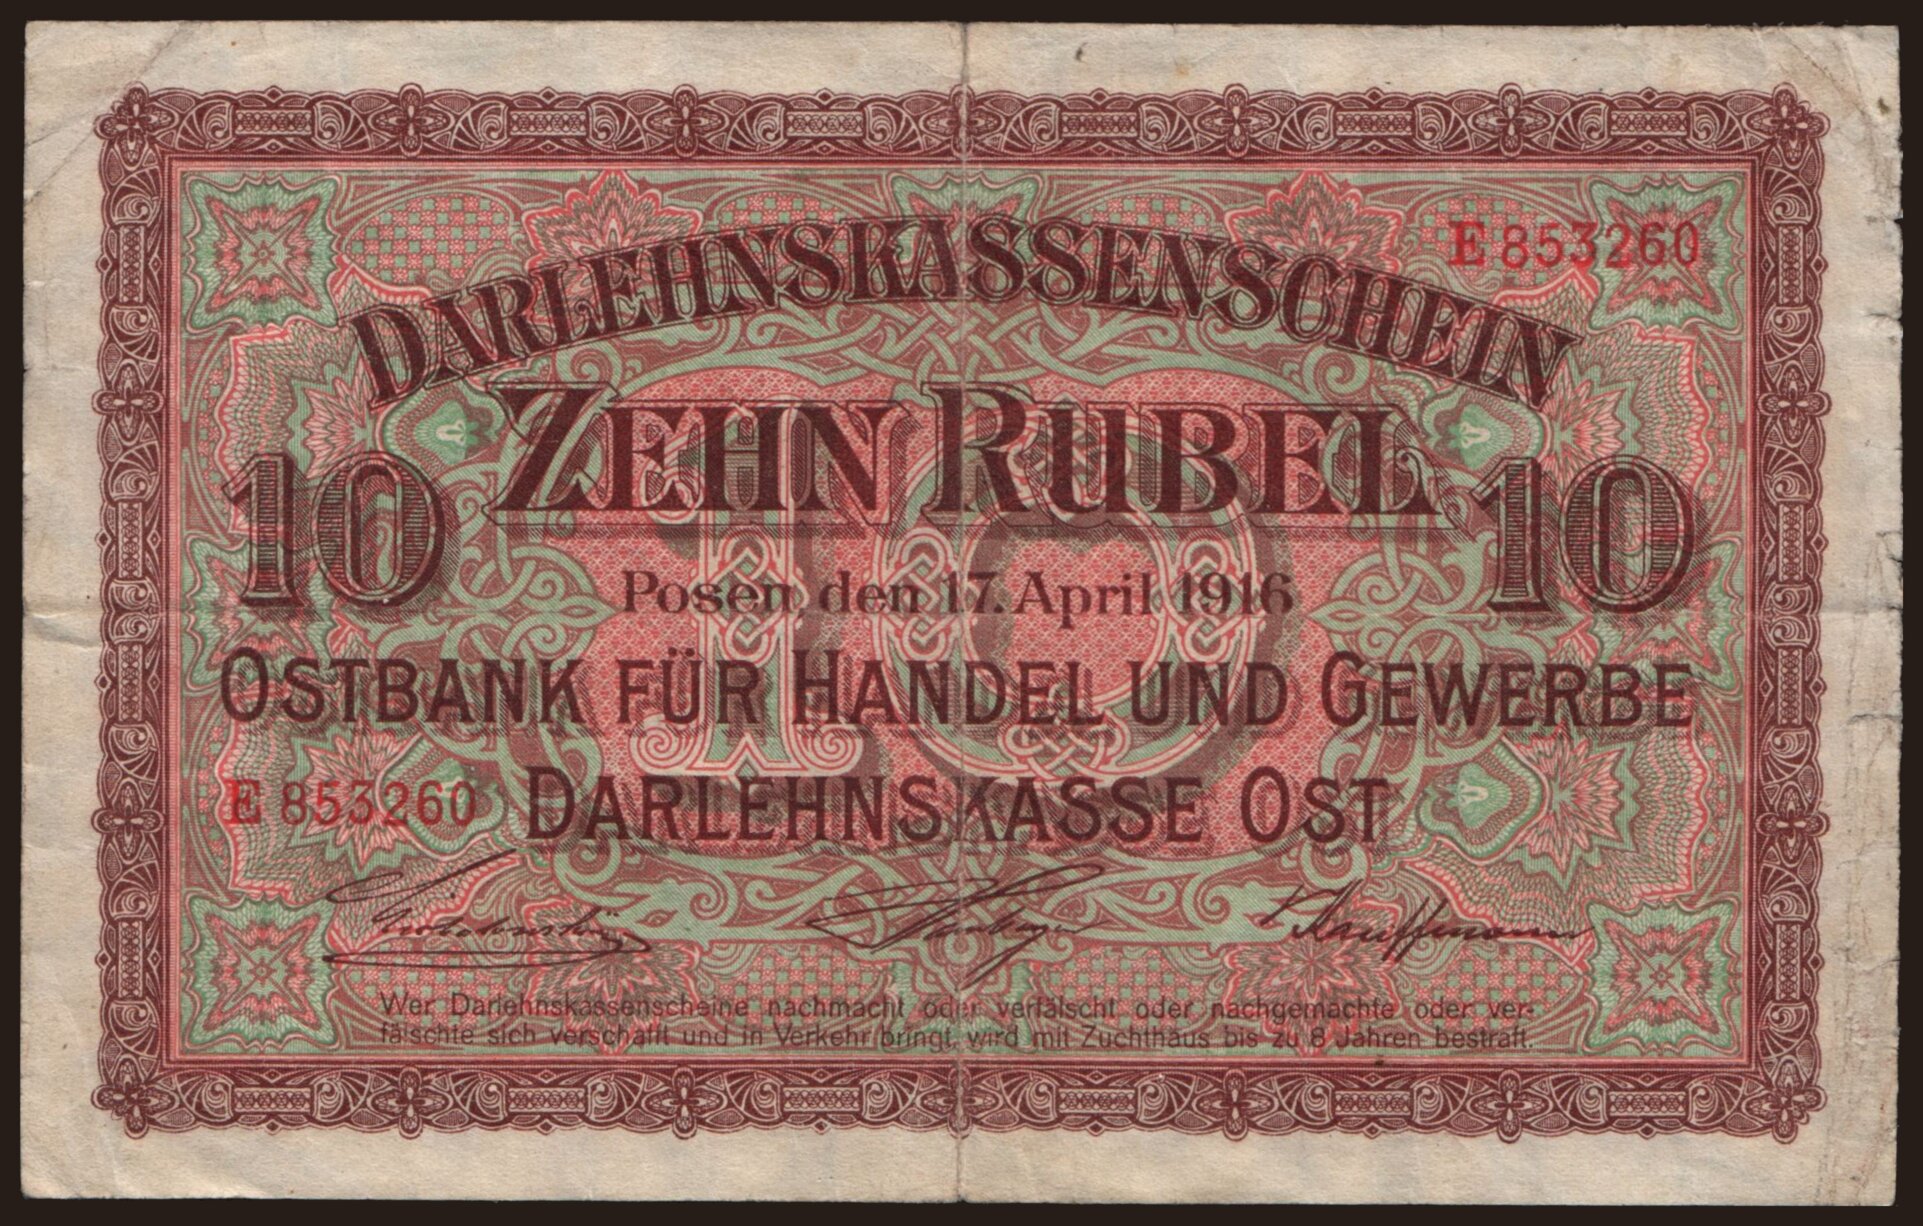 E 853260
DARLEHNSKASSENSCHEIN
ZEHN RUBEL
10 10
10
Posen, den 17. April 1916
OSTBANK FÜR HANDEL UND GEWERBE
E 853260
DARLEHNSKASSE OST
Kauffmann
Wer Darlehnskassenscheine nachmacht oder verfälscht oder nachgemachte oder ver-
fälschte sich verschafft und in Verkehr bringt, wird mit Zuchthaus bis zu 8 Jahren bestraft.